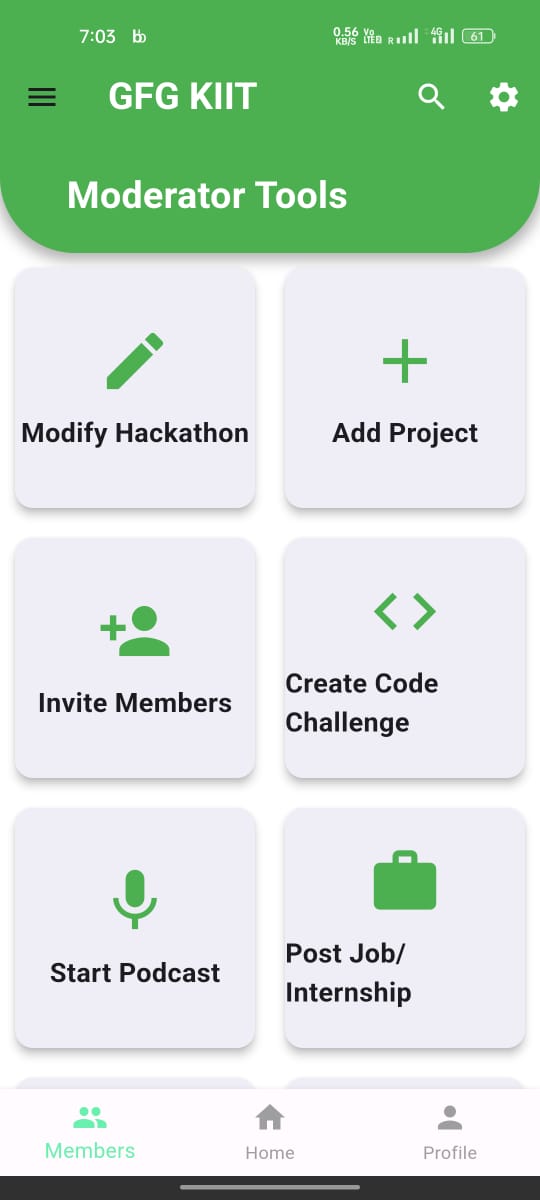 7:03
0.56 KB/S Vo LTE2 R 4G 61
GFG KIIT
Moderator Tools
Modify Hackathon
Add Project
Invite Members
Create Code
Challenge
Start Podcast
Post Job/
Internship
Members
Home
Profile